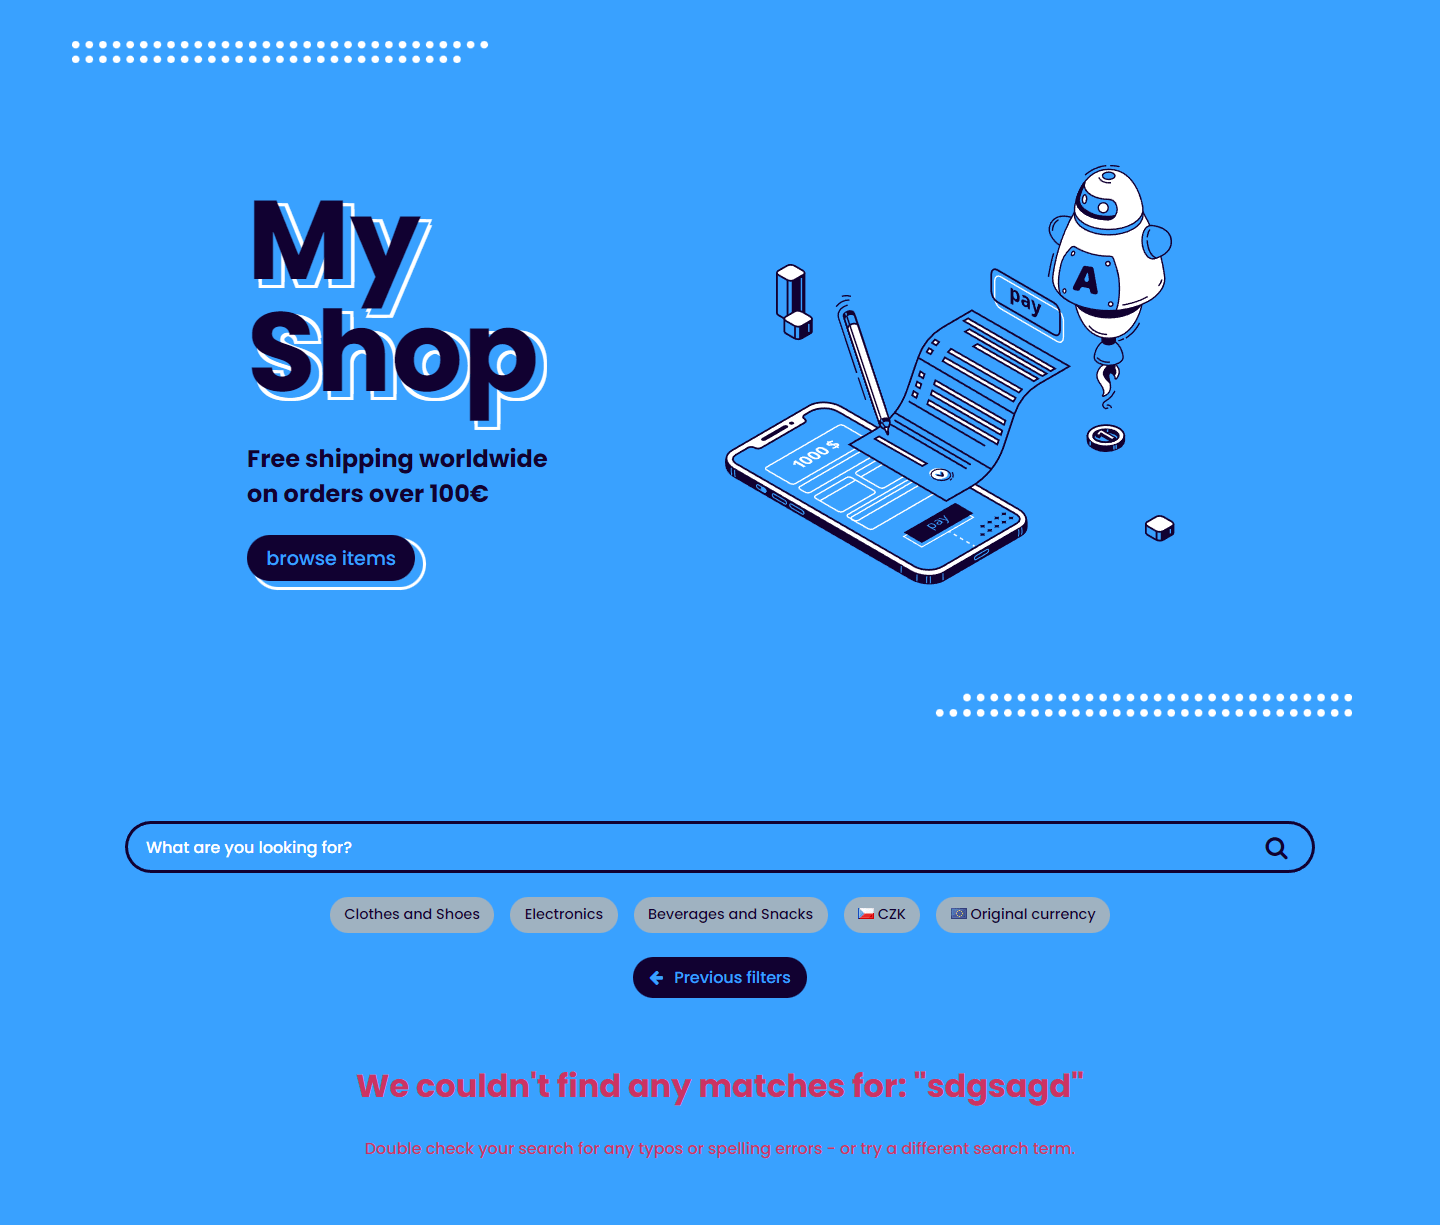 My
Shop
Free shipping worldwide
on orders over 100€
browse items
pay
A
1000 $
pay
What are you looking for?
Clothes and Shoes
Electronics
Beverages and Snacks
CZK
Original currency
Previous filters
We couldn't find any matches for: "sdgsagd"
Double check your search for any typos or spelling errors - or try a different search term.